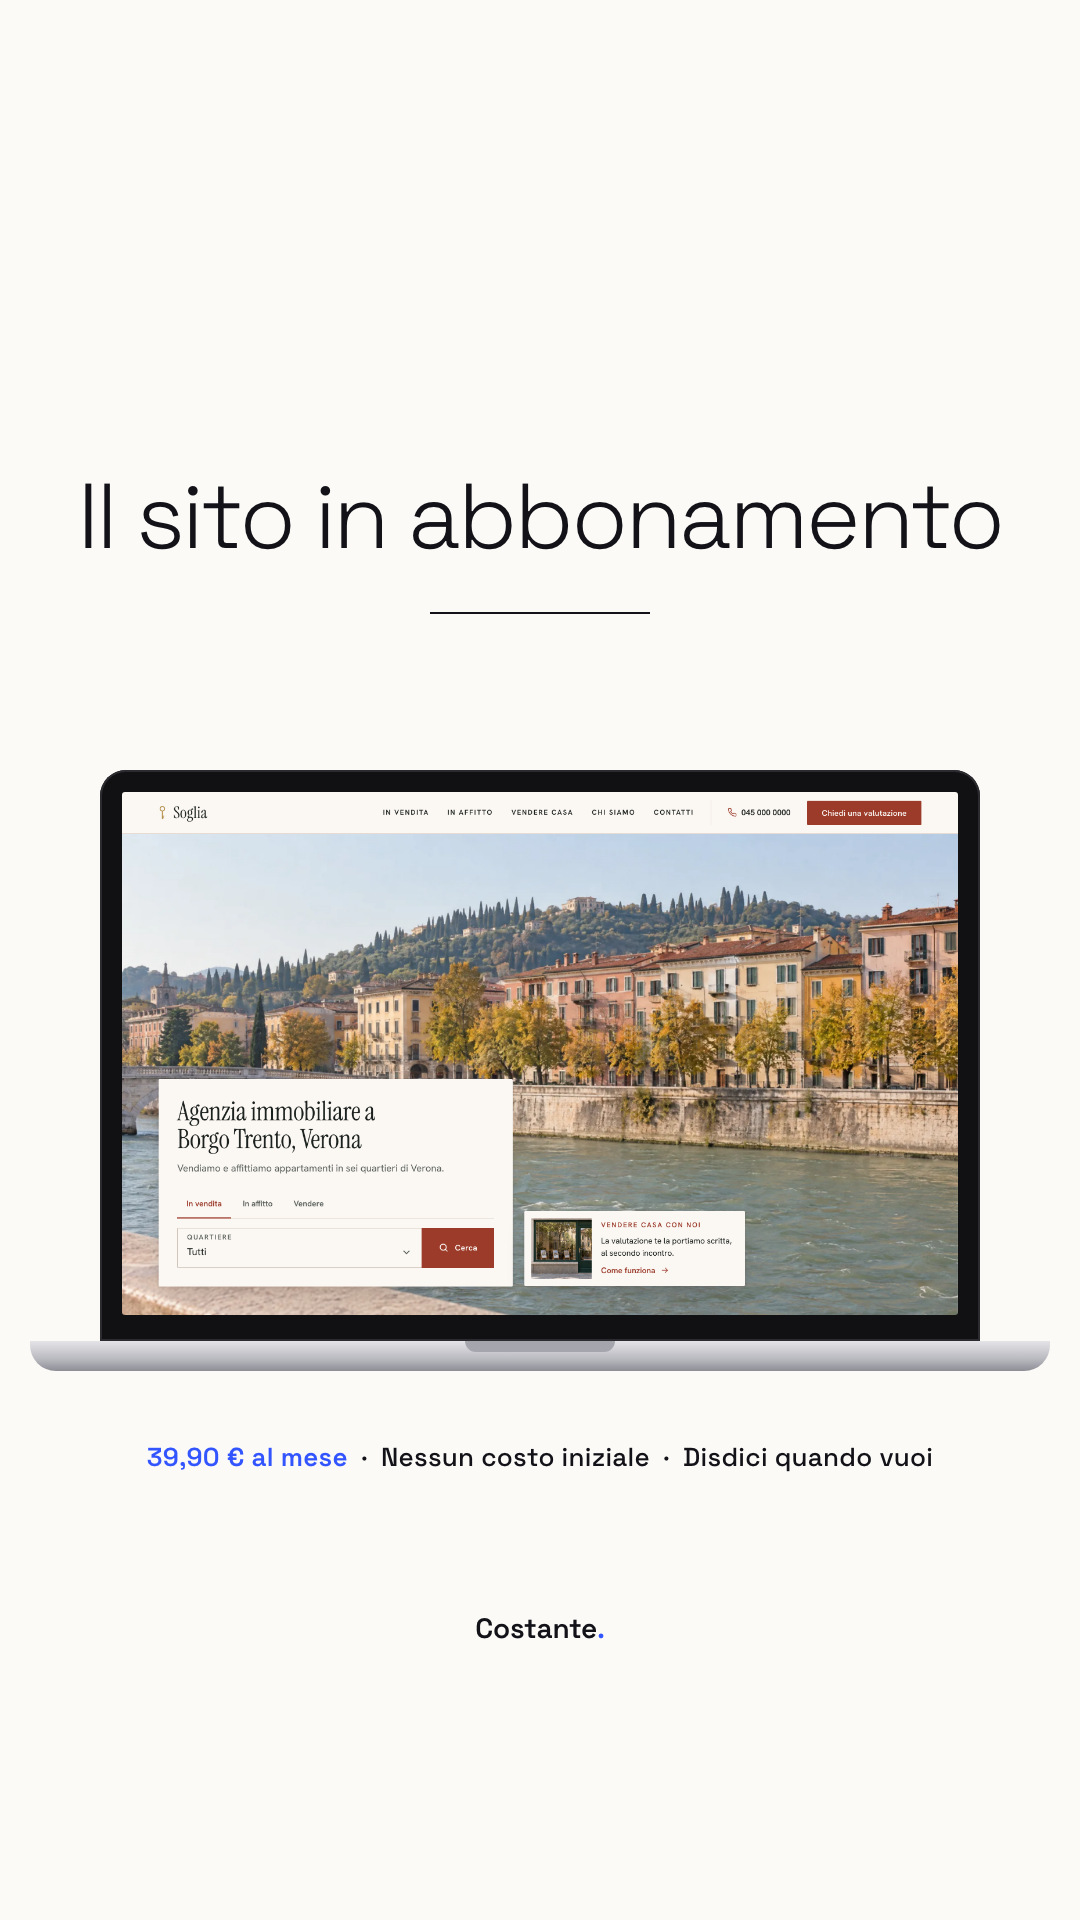 Il sito in abbonamento
Soglia
IN VENDITA
IN AFFITTO
VENDERE CASA
CHI SIAMO
CONTATTI
045 000 0000
Chiedi una valutazione
Agenzia immobiliare a
Borgo Trento, Verona
Vendiamo e affittiamo appartamenti in sei quartieri di Verona.
In vendita
In affitto
Vendere
QUARTIERE
Tutti
Cerca
VENDERE CASA CON NOI
La valutazione te la portiamo scritta,
al secondo incontro.
Come funziona →
39,90 € al mese · Nessun costo iniziale · Disdici quando vuoi
Costante.